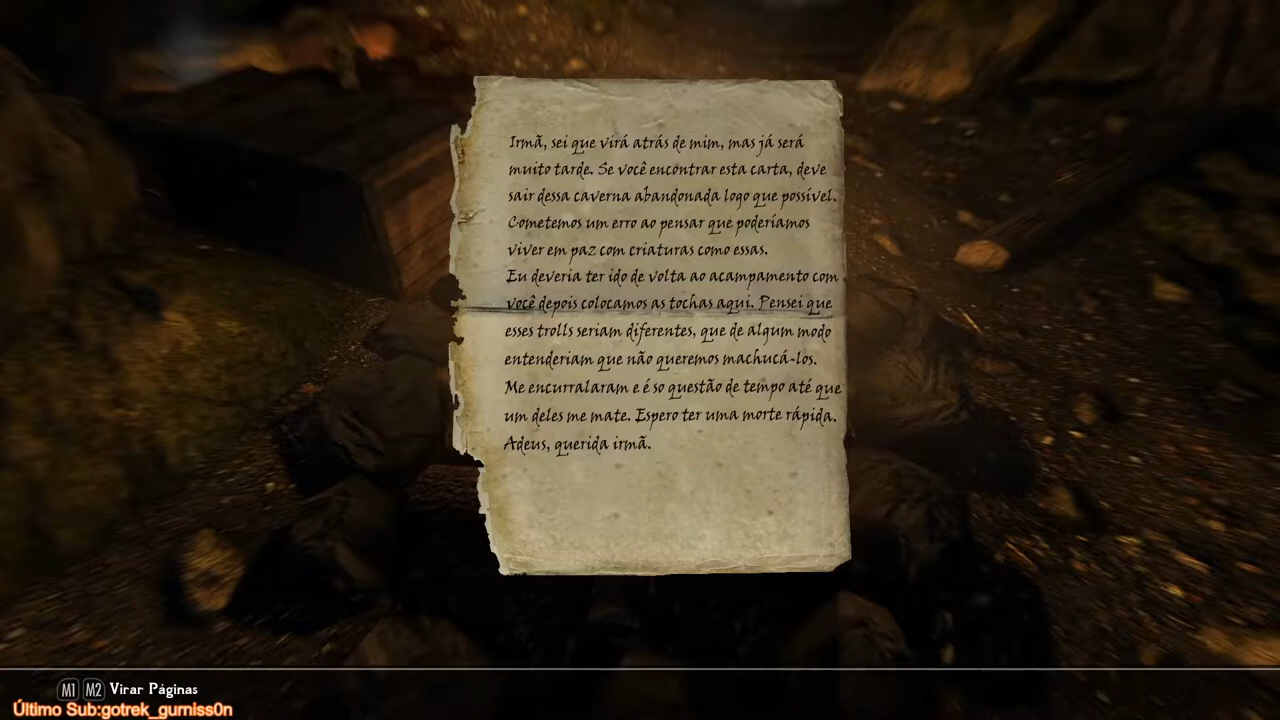 Irmã, sei que virá atrás de mim, mas já será
muito tarde. Se você encontrar esta carta, deve
sair dessa caverna abandonada logo que possível.
Cometemos um erro ao pensar que poderíamos
viver em paz com criaturas como essas.
Eu deveria ter ido de volta ao acampamento com
você depois colocamos as tochas aqui. Pensei que
esses trolls seriam diferentes, que de algum modo
entenderiam que não queremos machucá-los.
Me encurralaram e é so questão de tempo até que
um deles me mate. Espero ter uma morte rápida.
Adeus, querida irmã.
M1 M2 Virar Páginas
Último Sub:gotrek_gurniss0n